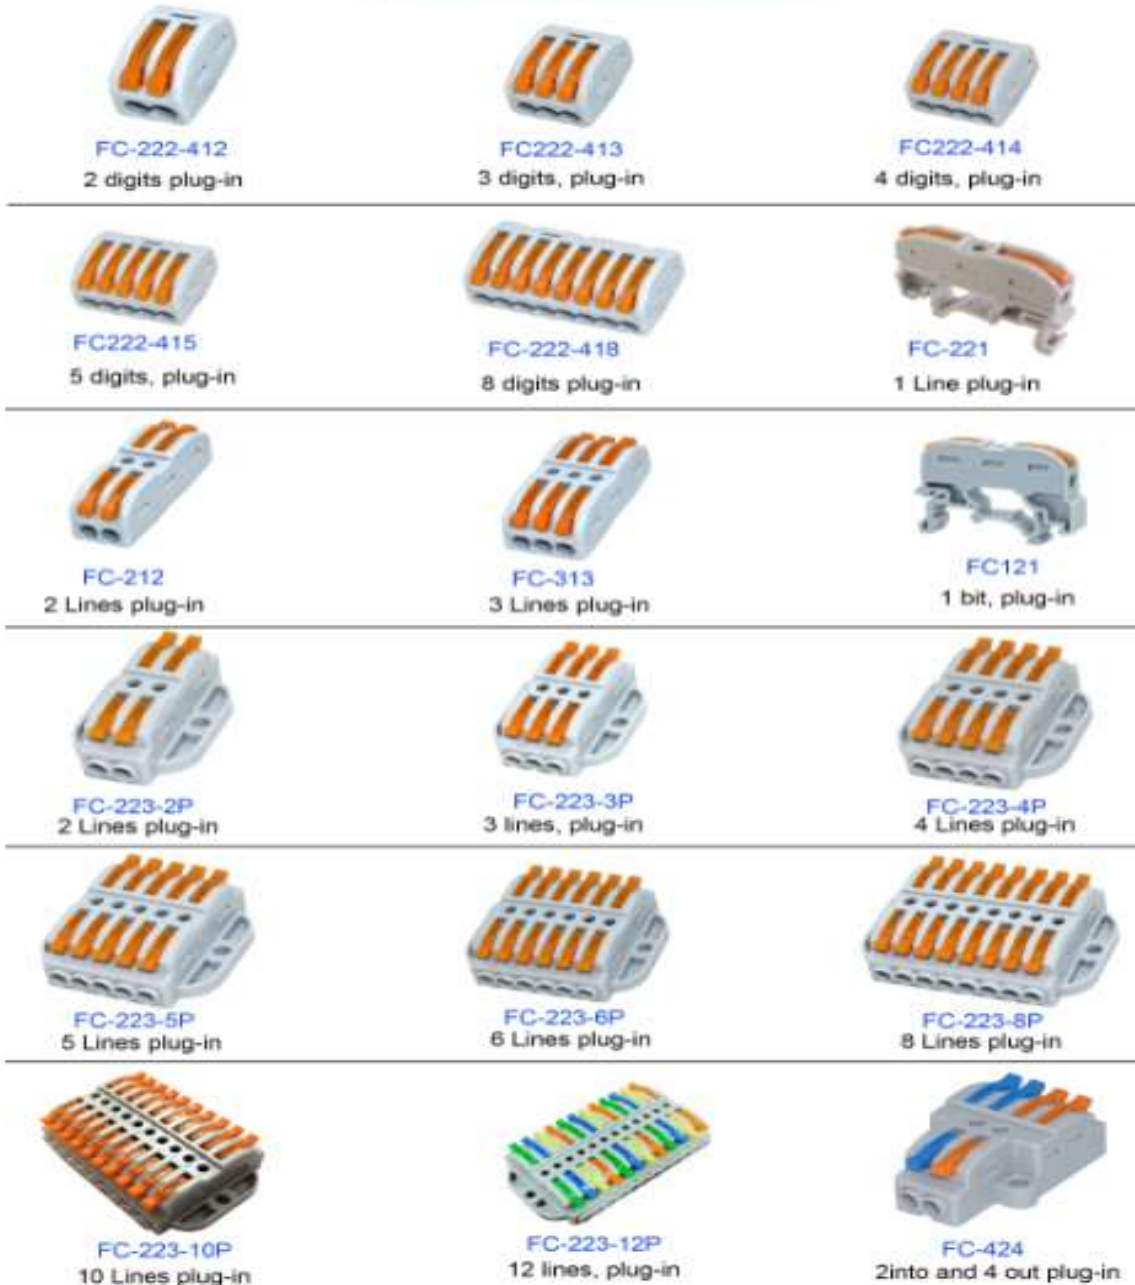 FC-222-412
2 digits plug-in
FC222-413
3 digits, plug-in
FC222-414
4 digits, plug-in
FC222-415
5 digits, plug-in
FC-222-418
8 digits plug-in
FC-221
1 Line plug-in
FC-212
2 Lines plug-in
FC-313
3 Lines plug-in
FC121
1 bit, plug-in
FC-223-2P
2 Lines plug-in
FC-223-3P
3 lines, plug-in
FC-223-4P
4 Lines plug-in
FC-223-5P
5 Lines plug-in
FC-223-6P
6 Lines plug-in
FC-223-8P
8 Lines plug-in
FC-223-10P
10 Lines plug-in
FC-223-12P
12 lines, plug-in
FC-424
2into and 4 out plug-in